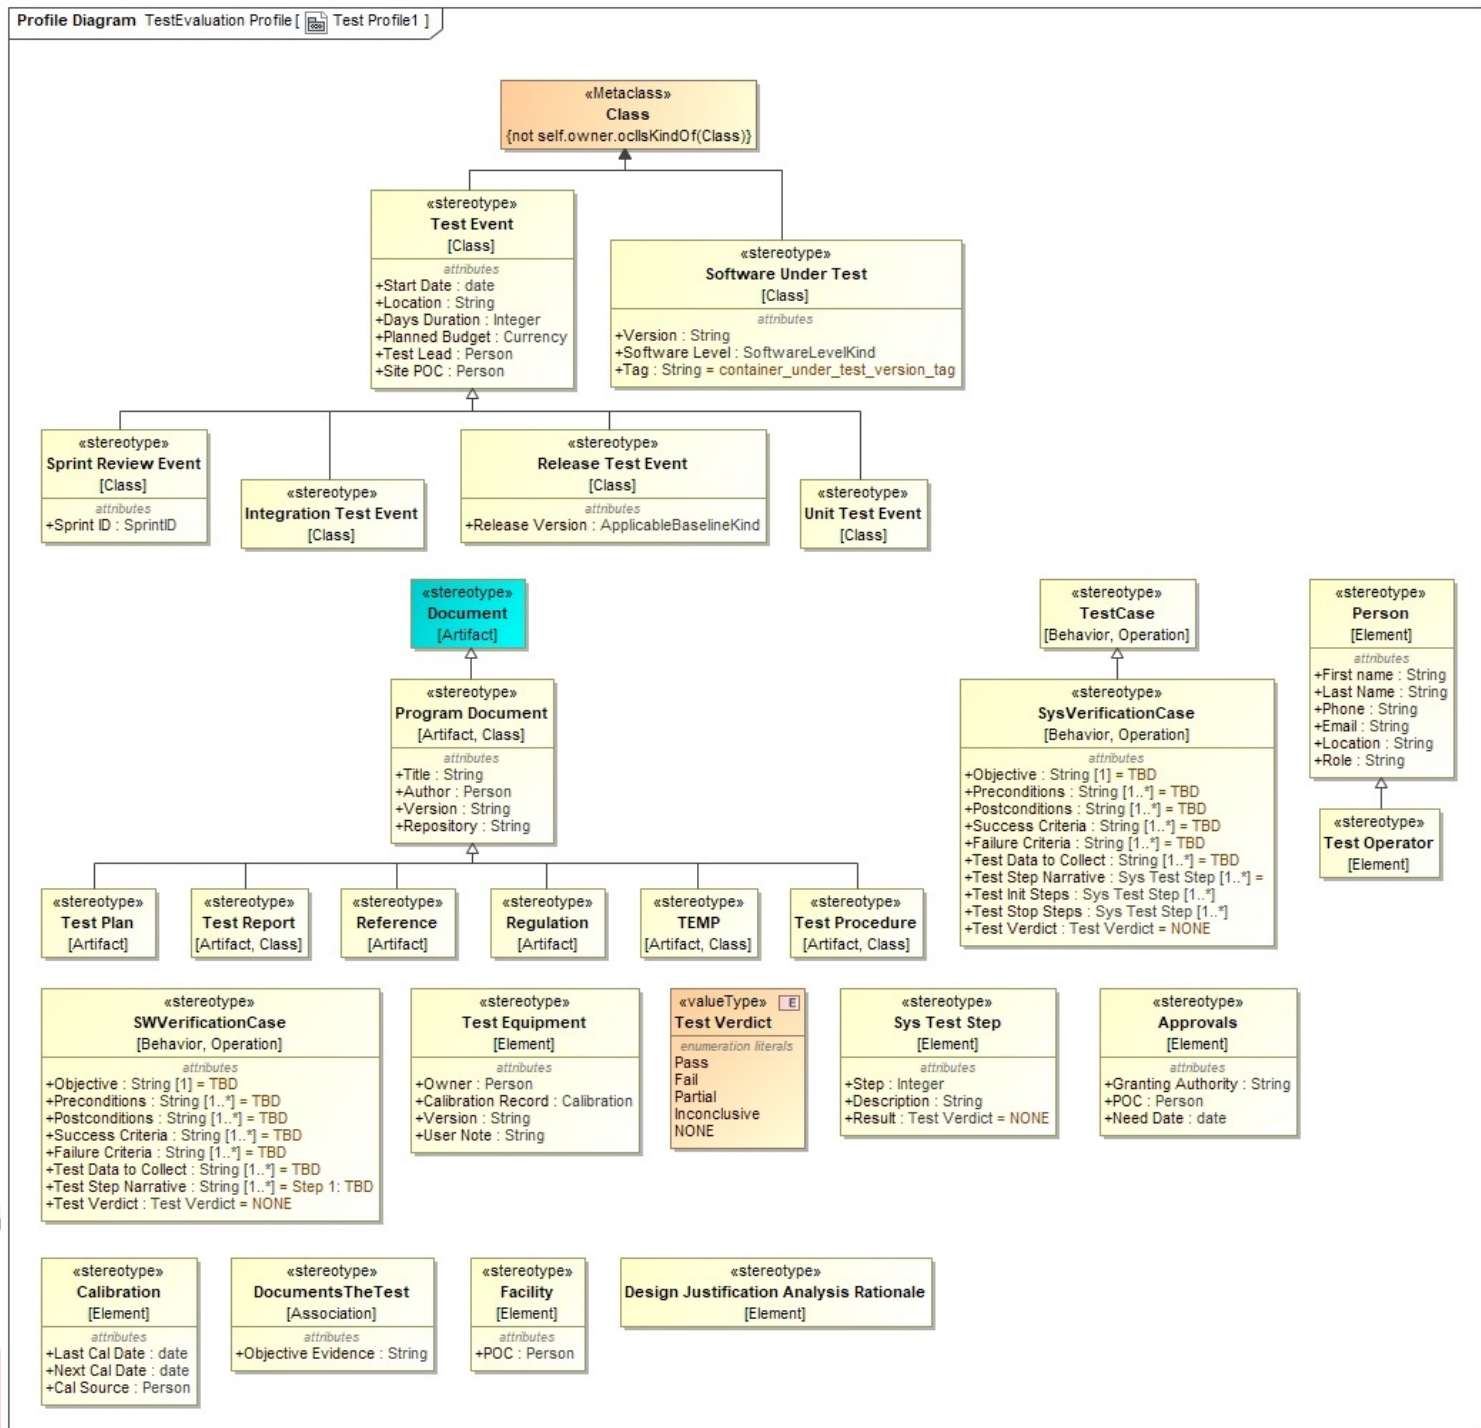 Profile Diagram TestEvaluation Profile [ Test Profile1 ]
«Metaclass»
Class
{not self.owner.oclIsKindOf(Class)}
«stereotype»
Test Event
[Class]
attributes
+Start Date : date
+Location : String
+Days Duration : Integer
+Planned Budget : Currency
+Test Lead : Person
+Site POC : Person
«stereotype»
Software Under Test
[Class]
attributes
+Version : String
+Software Level : SoftwareLevelKind
+Tag : String = container_under_test_version_tag
«stereotype»
Sprint Review Event
[Class]
attributes
+Sprint ID : SprintID
«stereotype»
Integration Test Event
[Class]
«stereotype»
Release Test Event
[Class]
attributes
+Release Version : ApplicableBaselineKind
«stereotype»
Unit Test Event
[Class]
«stereotype»
Document
[Artifact]
«stereotype»
Program Document
[Artifact, Class]
attributes
+Title : String
+Author : Person
+Version : String
+Repository : String
«stereotype»
TestCase
[Behavior, Operation]
«stereotype»
SysVerificationCase
[Behavior, Operation]
attributes
+Objective : String [1] = TBD
+Preconditions : String [1..*] = TBD
+Postconditions : String [1..*] = TBD
+Success Criteria : String [1..*] = TBD
+Failure Criteria : String [1..*] = TBD
+Test Data to Collect : String [1..*] = TBD
+Test Step Narrative : Sys Test Step [1..*] =
+Test Init Steps : Sys Test Step [1..*]
+Test Stop Steps : Sys Test Step [1..*]
+Test Verdict : Test Verdict = NONE
«stereotype»
Person
[Element]
attributes
+First name : String
+Last Name : String
+Phone : String
+Email : String
+Location : String
+Role : String
«stereotype»
Test Operator
[Element]
«stereotype»
Test Plan
[Artifact]
«stereotype»
Test Report
[Artifact, Class]
«stereotype»
Reference
[Artifact]
«stereotype»
Regulation
[Artifact]
«stereotype»
TEMP
[Artifact, Class]
«stereotype»
Test Procedure
[Artifact, Class]
«stereotype»
SWVerificationCase
[Behavior, Operation]
attributes
+Objective : String [1] = TBD
+Preconditions : String [1..*] = TBD
+Postconditions : String [1..*] = TBD
+Success Criteria : String [1..*] = TBD
+Failure Criteria : String [1..*] = TBD
+Test Data to Collect : String [1..*] = TBD
+Test Step Narrative : String [1..*] = Step 1: TBD
+Test Verdict : Test Verdict = NONE
«stereotype»
Test Equipment
[Element]
attributes
+Owner : Person
+Calibration Record : Calibration
+Version : String
+User Note : String
«valueType» E
Test Verdict
enumeration literals
Pass
Fail
Partial
Inconclusive
NONE
«stereotype»
Sys Test Step
[Element]
attributes
+Step : Integer
+Description : String
+Result : Test Verdict = NONE
«stereotype»
Approvals
[Element]
attributes
+Granting Authority : String
+POC : Person
+Need Date : date
«stereotype»
Calibration
[Element]
attributes
+Last Cal Date : date
+Next Cal Date : date
+Cal Source : Person
«stereotype»
DocumentsTheTest
[Association]
attributes
+Objective Evidence : String
«stereotype»
Facility
[Element]
attributes
+POC : Person
«stereotype»
Design Justification Analysis Rationale
[Element]